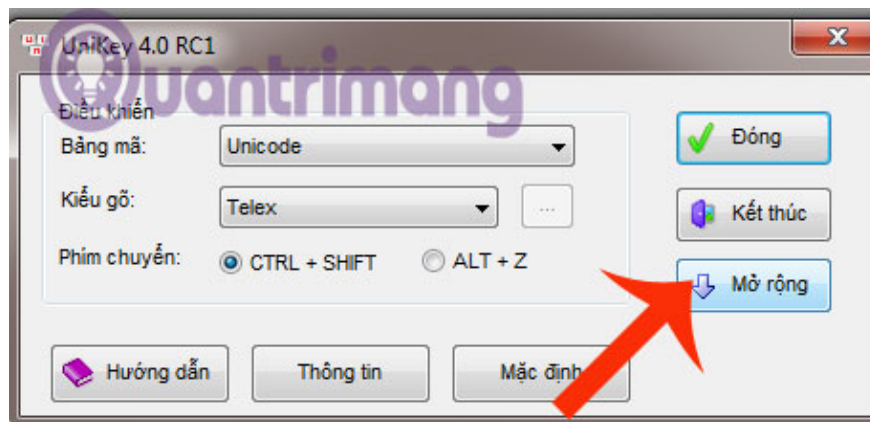 UniKey 4.0 RC1
Quantrimang
Điều khiển
Bảng mã: Unicode
Đóng
Kiểu gõ: Telex ...
Kết thúc
Phím chuyển: CTRL + SHIFT ALT + Z
Mở rộng
Hướng dẫn Thông tin Mặc định